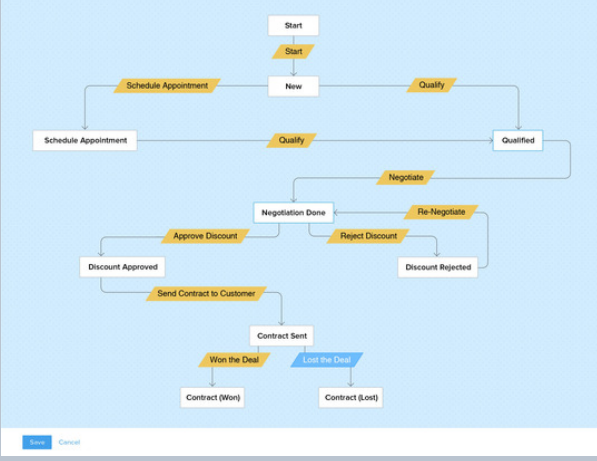 Start
Start
Schedule Appointment
New
Qualify
Schedule Appointment
Qualify
Qualified
Negotiate
Negotiation Done
Re-Negotiate
Approve Discount
Reject Discount
Discount Approved
Discount Rejected
Send Contract to Customer
Contract Sent
Won the Deal
Lost the Deal
Contract (Won)
Contract (Lost)
Save
Cancel